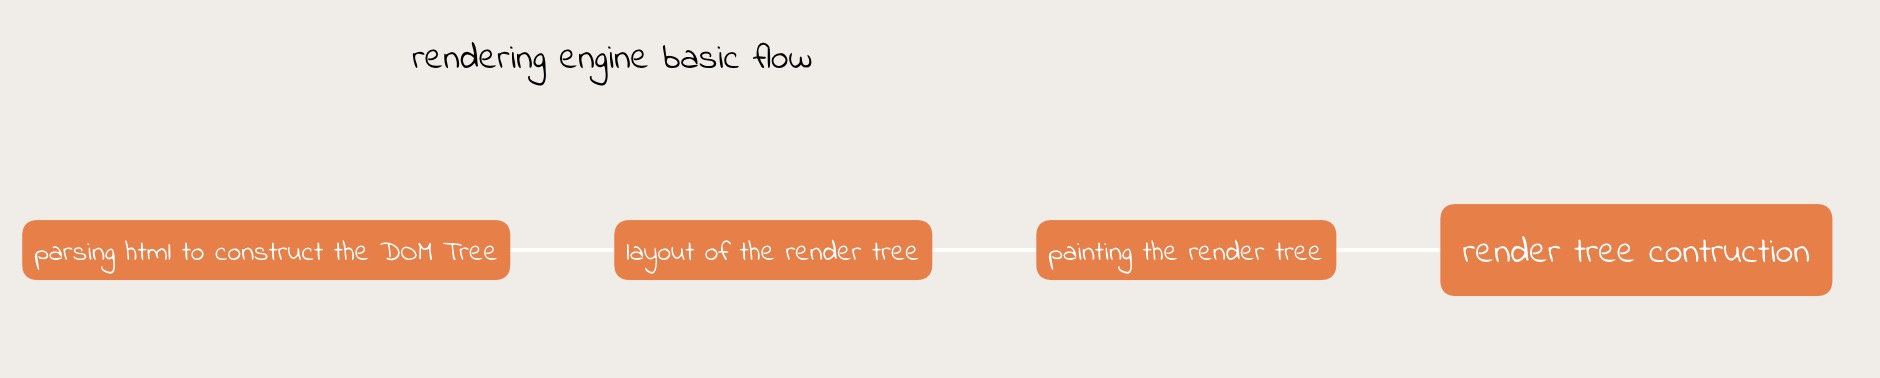 rendering engine basic flow
parsing html to construct the DOM Tree
layout of the render tree
painting the render tree
render tree contruction